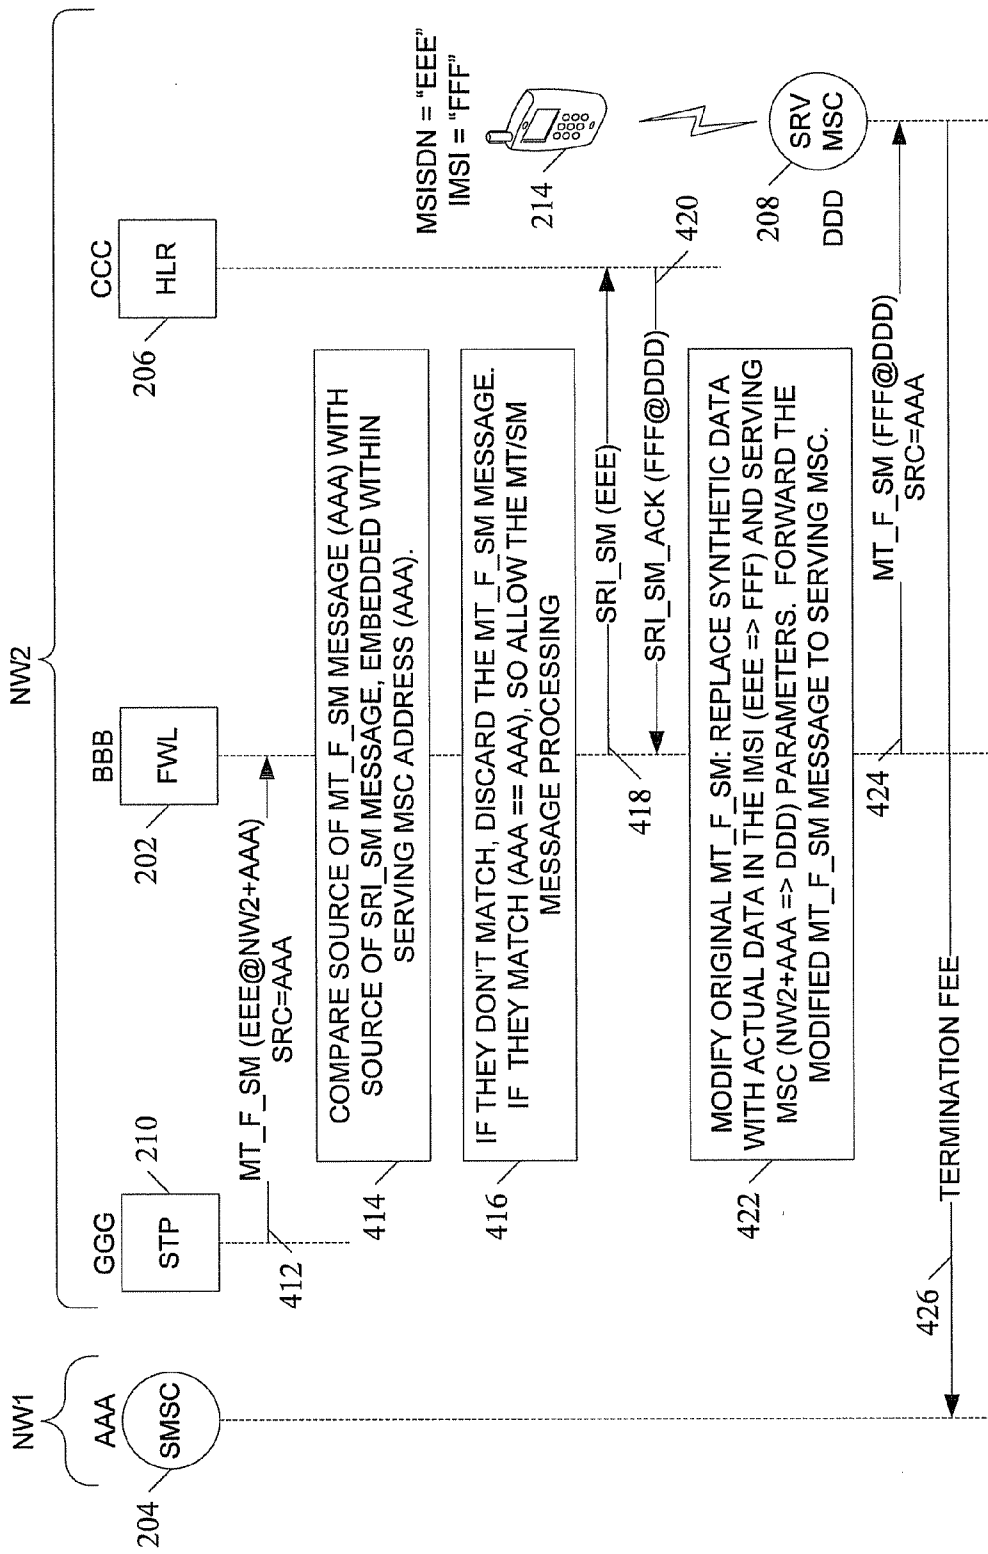 NW1
NW2
AAA
GGG
BBB
CCC
SMSC
STP
FWL
HLR
204
210
202
206
MSISDN = "EEE"
IMSI = "FFF"
214
SRV
MSC
208
DDD
MT_F_SM (EEE@NW2+AAA)
SRC=AAA
412
COMPARE SOURCE OF MT_F_SM MESSAGE (AAA) WITH
SOURCE OF SRI_SM MESSAGE, EMBEDDED WITHIN
SERVING MSC ADDRESS (AAA).
414
IF THEY DON'T MATCH, DISCARD THE MT_F_SM MESSAGE.
IF THEY MATCH (AAA == AAA), SO ALLOW THE MT/SM
MESSAGE PROCESSING
416
SRI_SM (EEE)
418
SRI_SM_ACK (FFF@DDD)
420
MODIFY ORIGINAL MT_F_SM: REPLACE SYNTHETIC DATA
WITH ACTUAL DATA IN THE IMSI (EEE => FFF) AND SERVING
MSC (NW2+AAA => DDD) PARAMETERS. FORWARD THE
MODIFIED MT_F_SM MESSAGE TO SERVING MSC.
422
MT_F_SM (FFF@DDD)
SRC=AAA
424
TERMINATION FEE
426